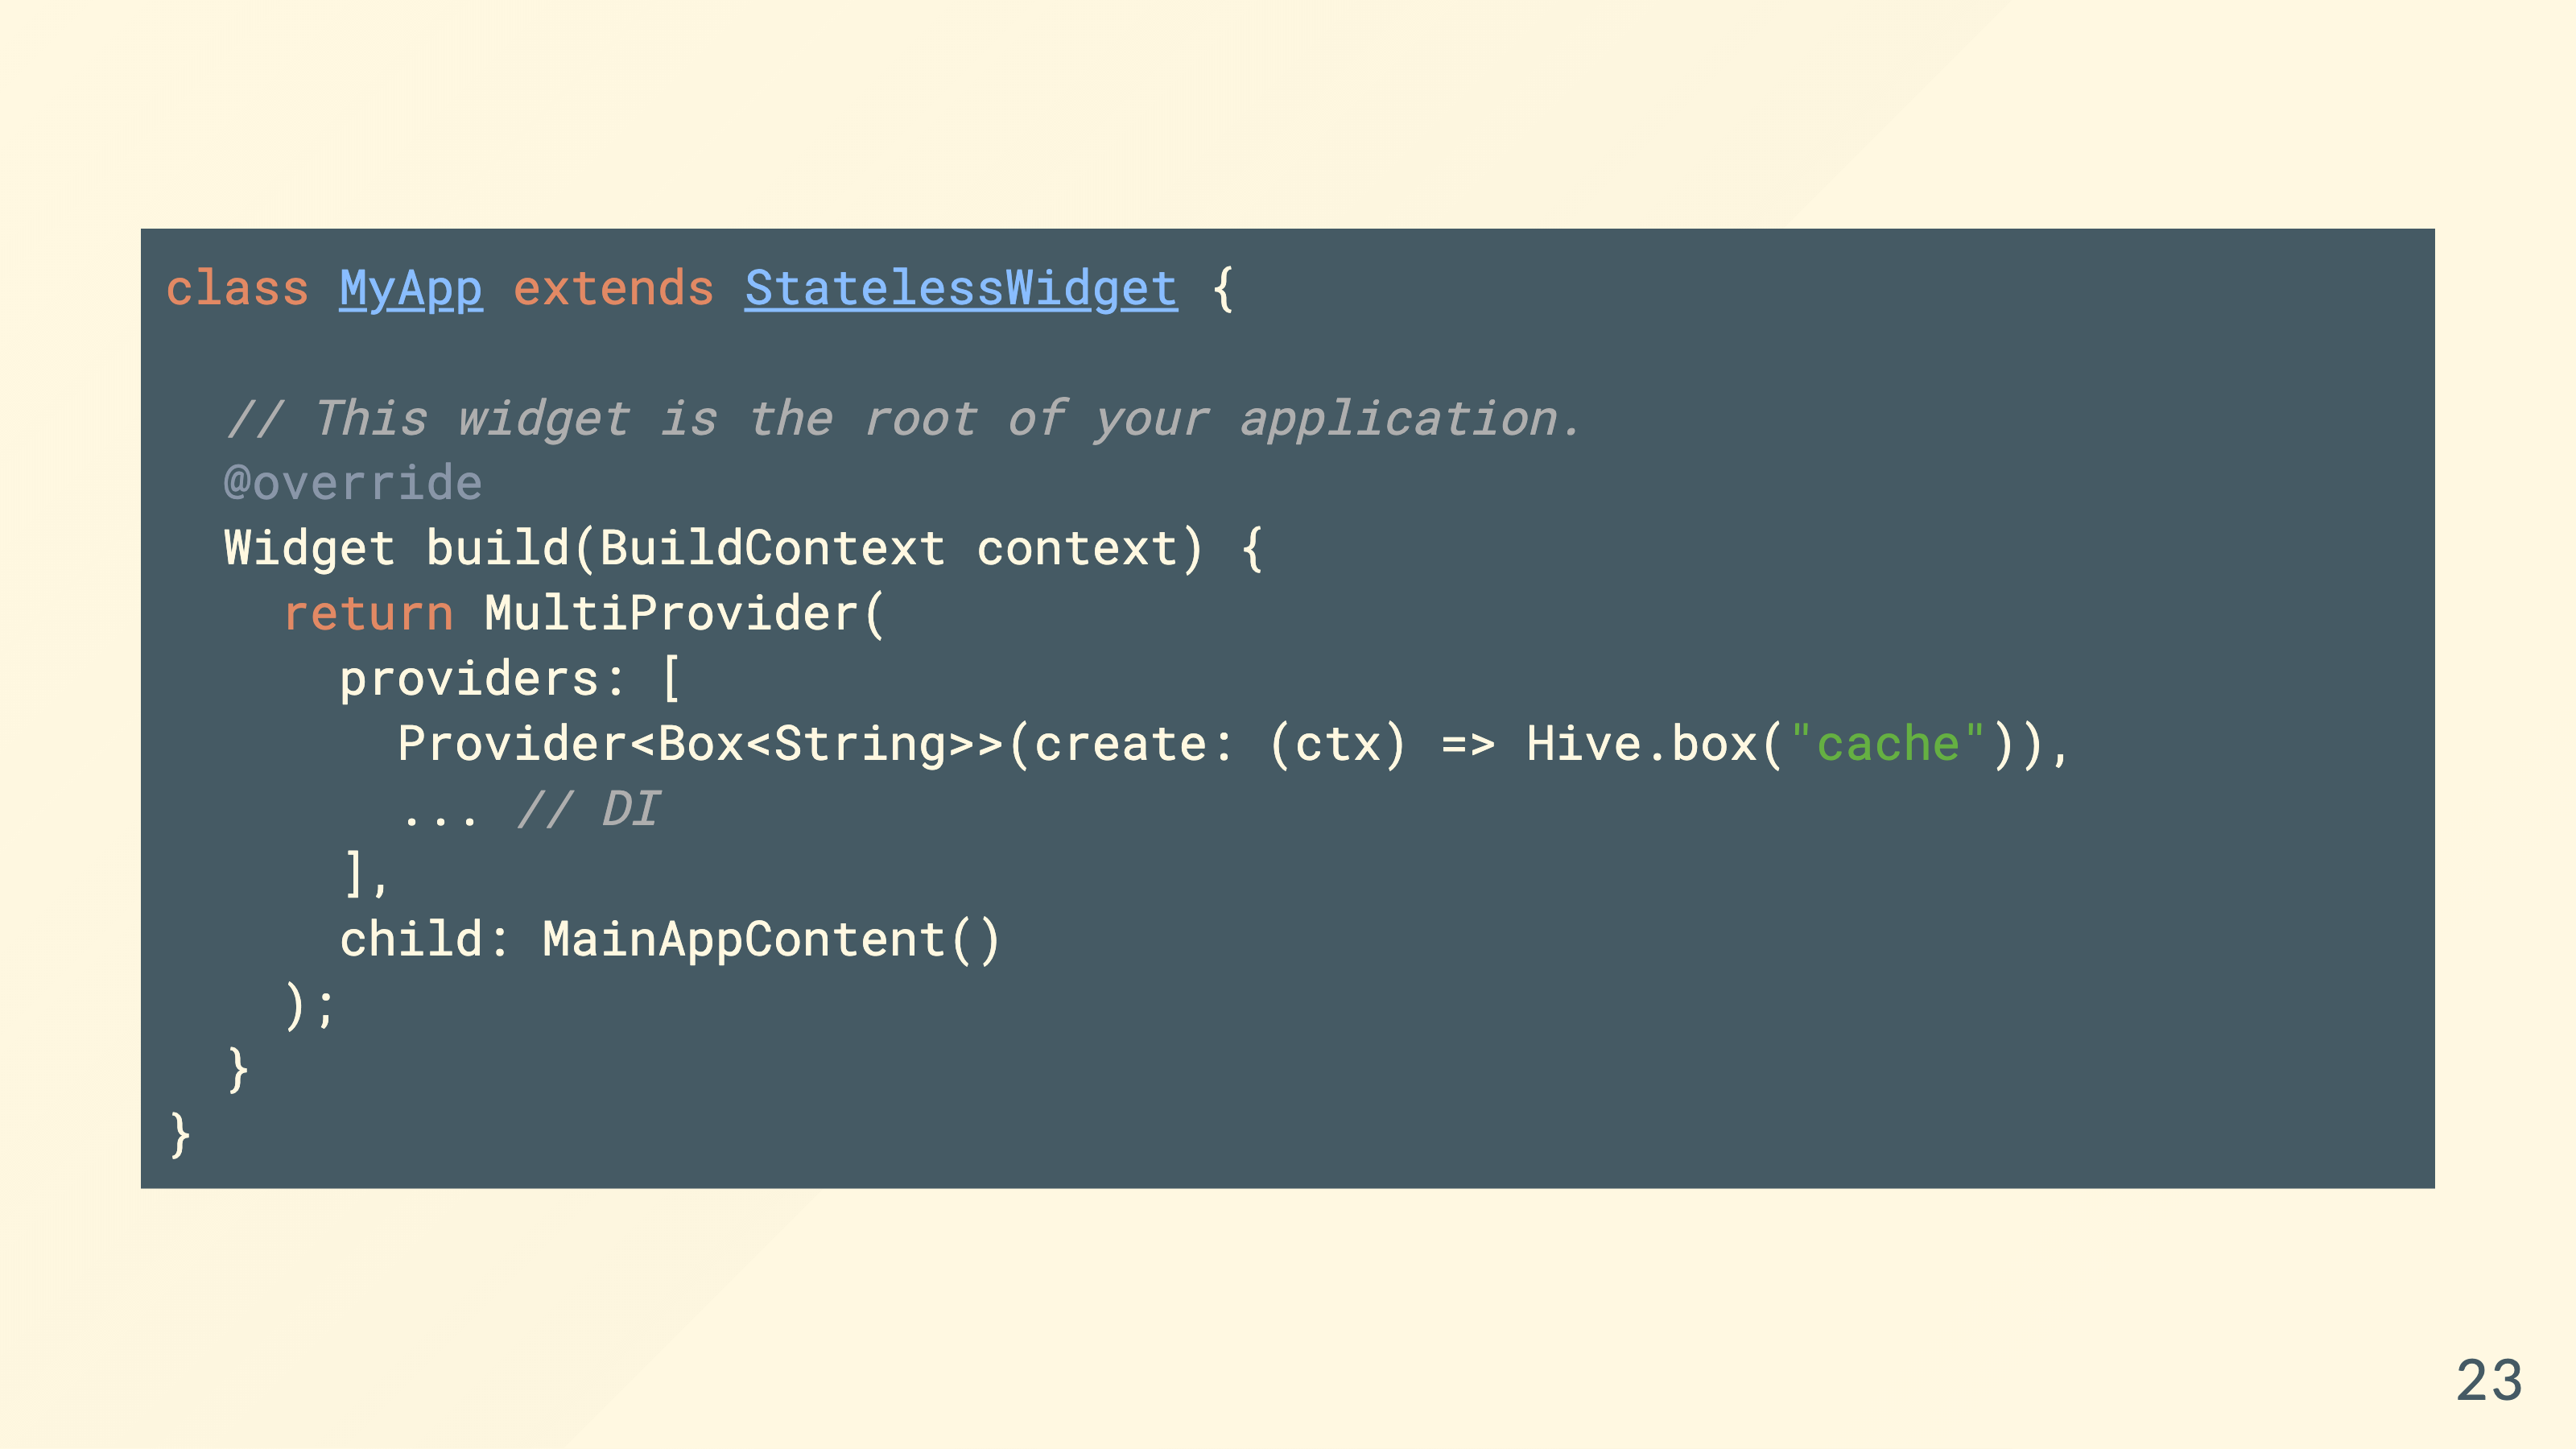 class MyApp extends StatelessWidget {

  // This widget is the root of your application.
  @override
  Widget build(BuildContext context) {
    return MultiProvider(
      providers: [
        Provider<Box<String>>(create: (ctx) => Hive.box("cache")),
        ... // DI
      ],
      child: MainAppContent()
    );
  }
}
23